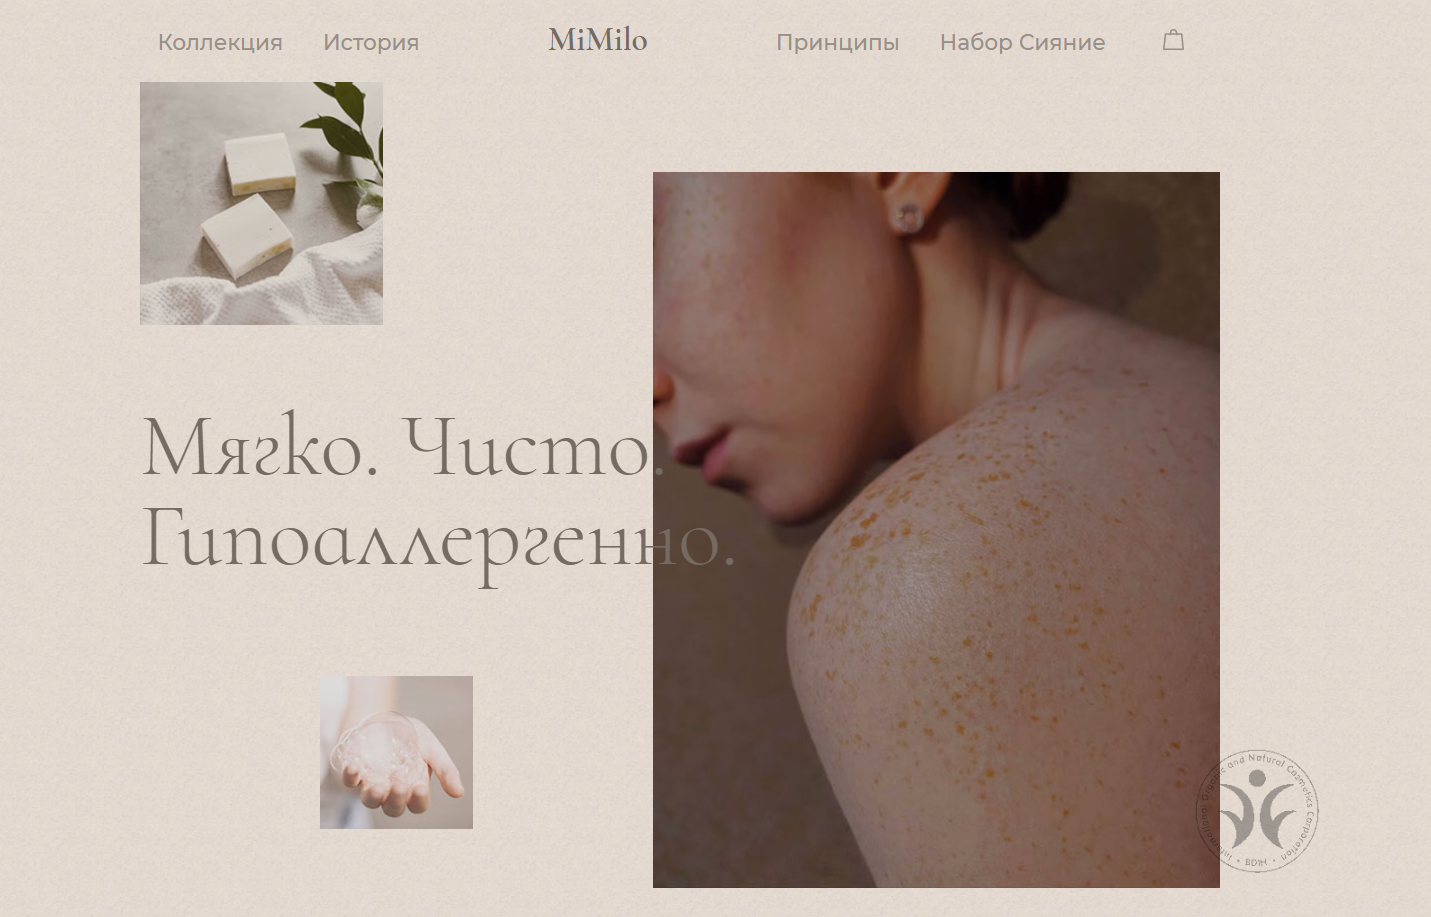 Коллекция
История
MiMilo
Принципы
Набор Сияние
Мягко. Чисто.
Гипоаллергенно.
International Organic and Natural Cosmetics Corporation • BDIH •